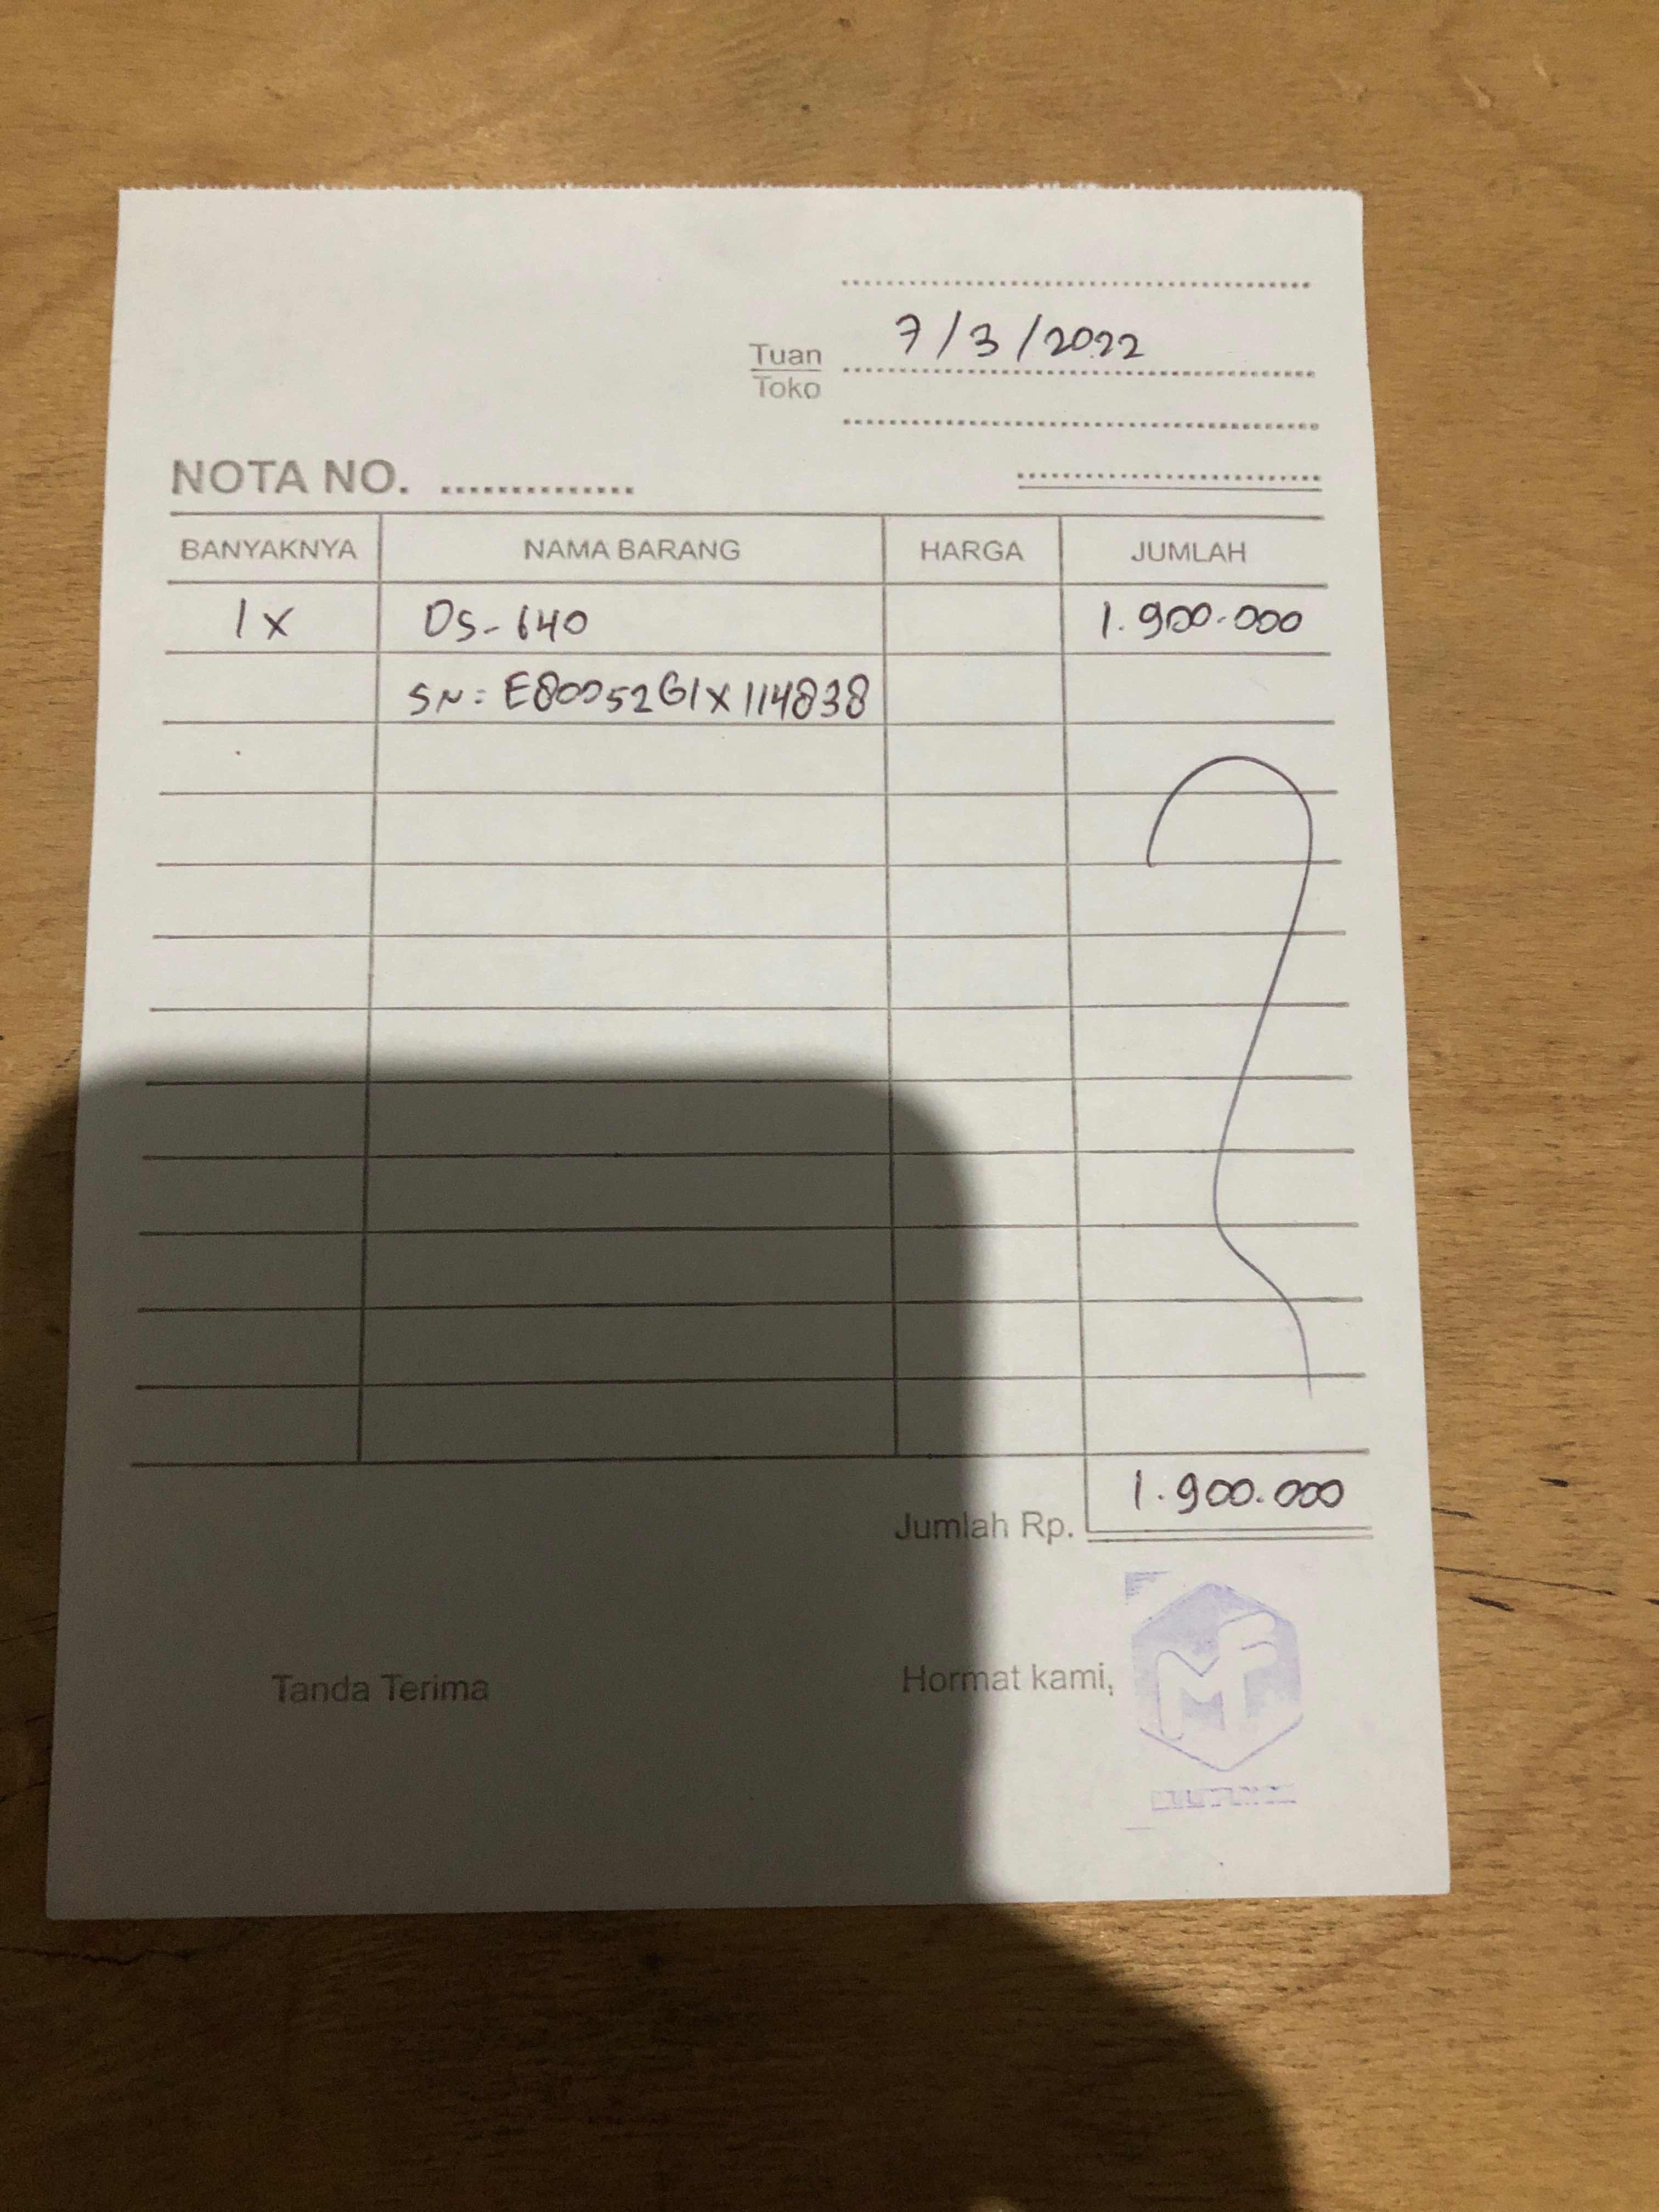 7/3/2022
Tuan
Toko
NOTA NO. ..............
BANYAKNYA NAMA BARANG HARGA JUMLAH
1X DS-640 1.900.000
SN: E80052G1X114838
Jumlah Rp. 1.900.000
Tanda Terima Hormat kami,
MF